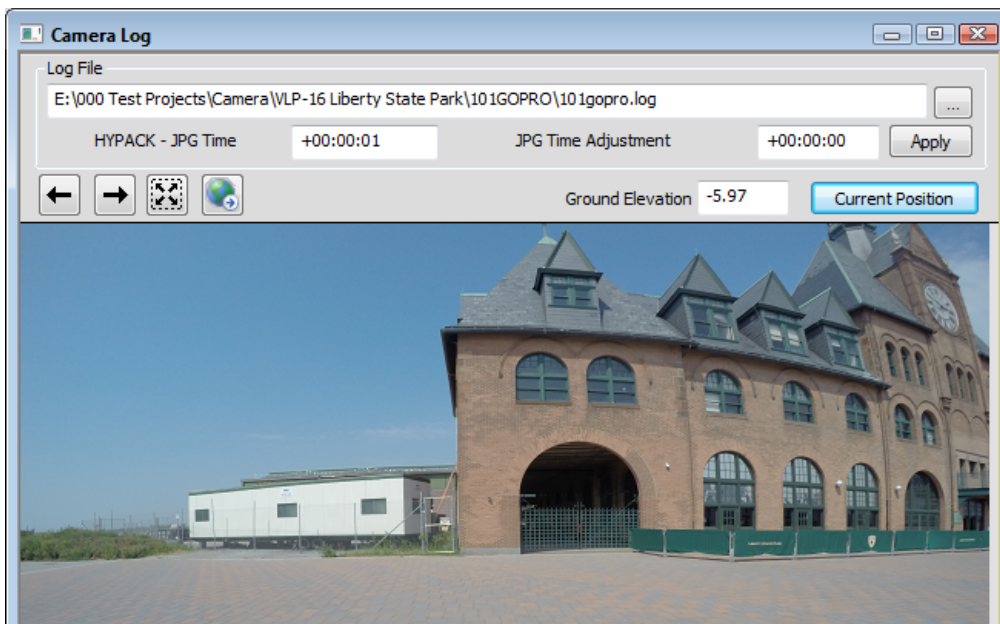 Camera Log
Log File
E:\000 Test Projects\Camera\VLP-16 Liberty State Park\101GOPRO\101gopro.log
...
HYPACK - JPG Time
+00:00:01
JPG Time Adjustment
+00:00:00
Apply
Ground Elevation
-5.97
Current Position